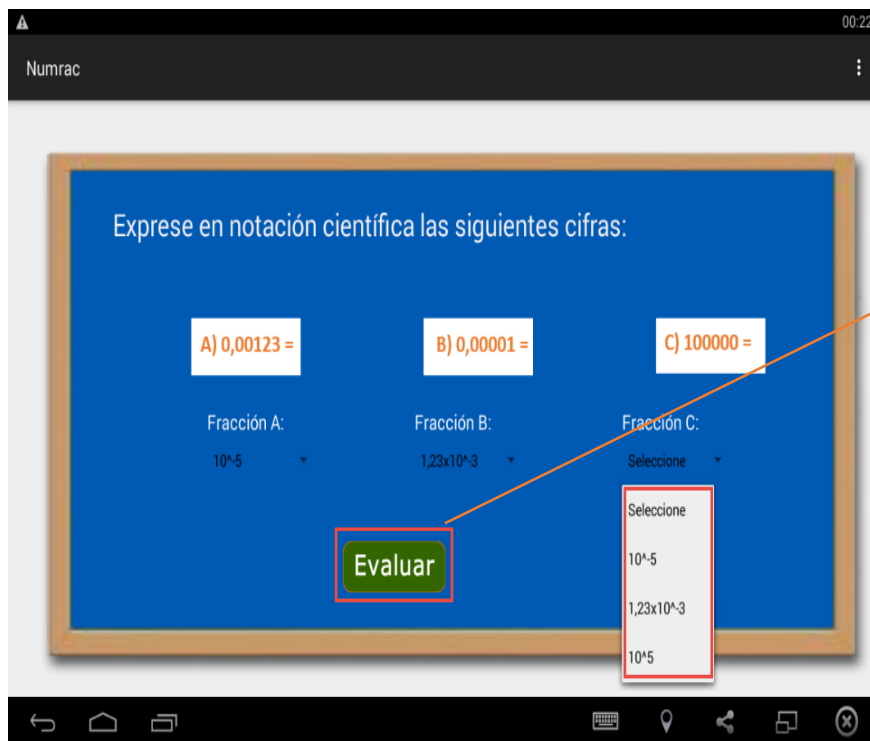 00:22
Numrac
Exprese en notación científica las siguientes cifras:
A) 0,00123 =
B) 0,00001 =
C) 100000 =
Fracción A:
Fracción B:
Fracción C:
10^-5
1,23x10^-3
Seleccione
Seleccione
10^-5
1,23x10^-3
10^5
Evaluar